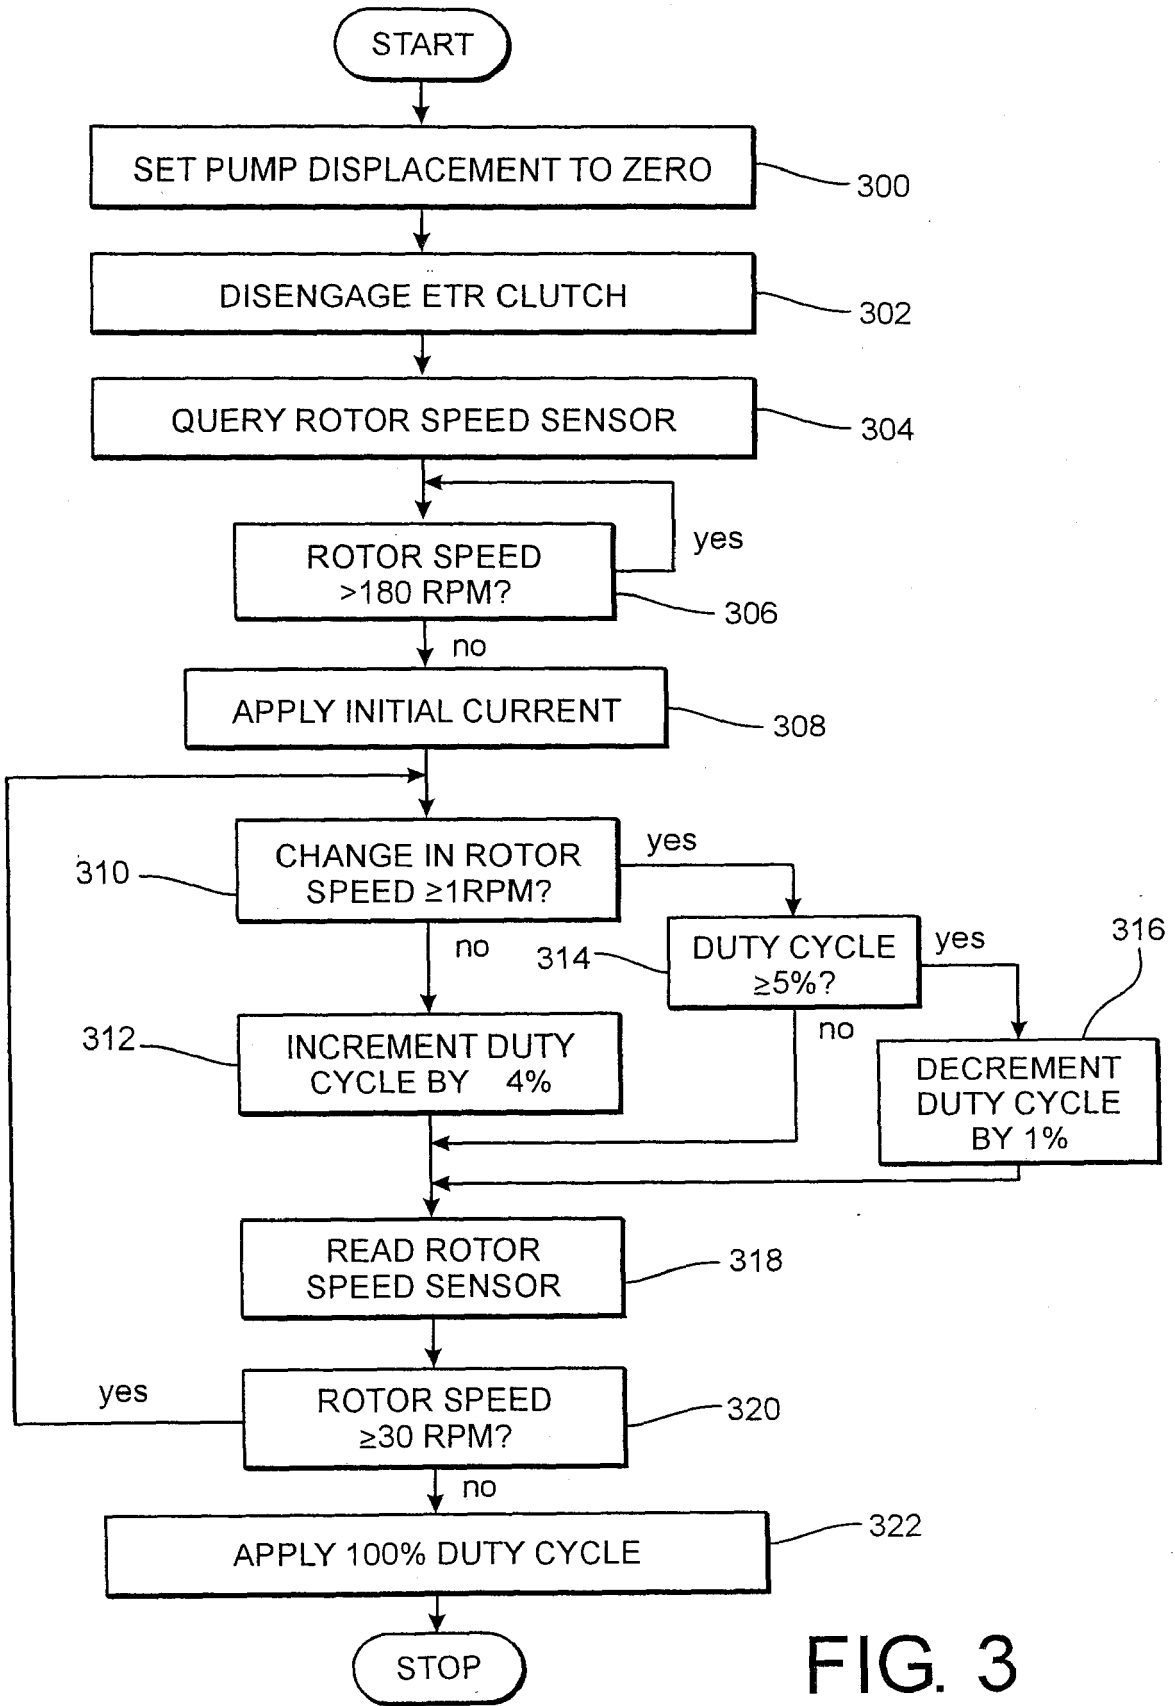 START
SET PUMP DISPLACEMENT TO ZERO
300
DISENGAGE ETR CLUTCH
302
QUERY ROTOR SPEED SENSOR
304
yes
ROTOR SPEED
>180 RPM?
306
no
APPLY INITIAL CURRENT
308
CHANGE IN ROTOR
SPEED ≥1RPM?
310
yes
no
DUTY CYCLE
≥5%?
314
yes
no
316
INCREMENT DUTY
CYCLE BY 4%
312
DECREMENT
DUTY CYCLE
BY 1%
READ ROTOR
SPEED SENSOR
318
ROTOR SPEED
≥30 RPM?
320
yes
no
APPLY 100% DUTY CYCLE
322
STOP
FIG. 3